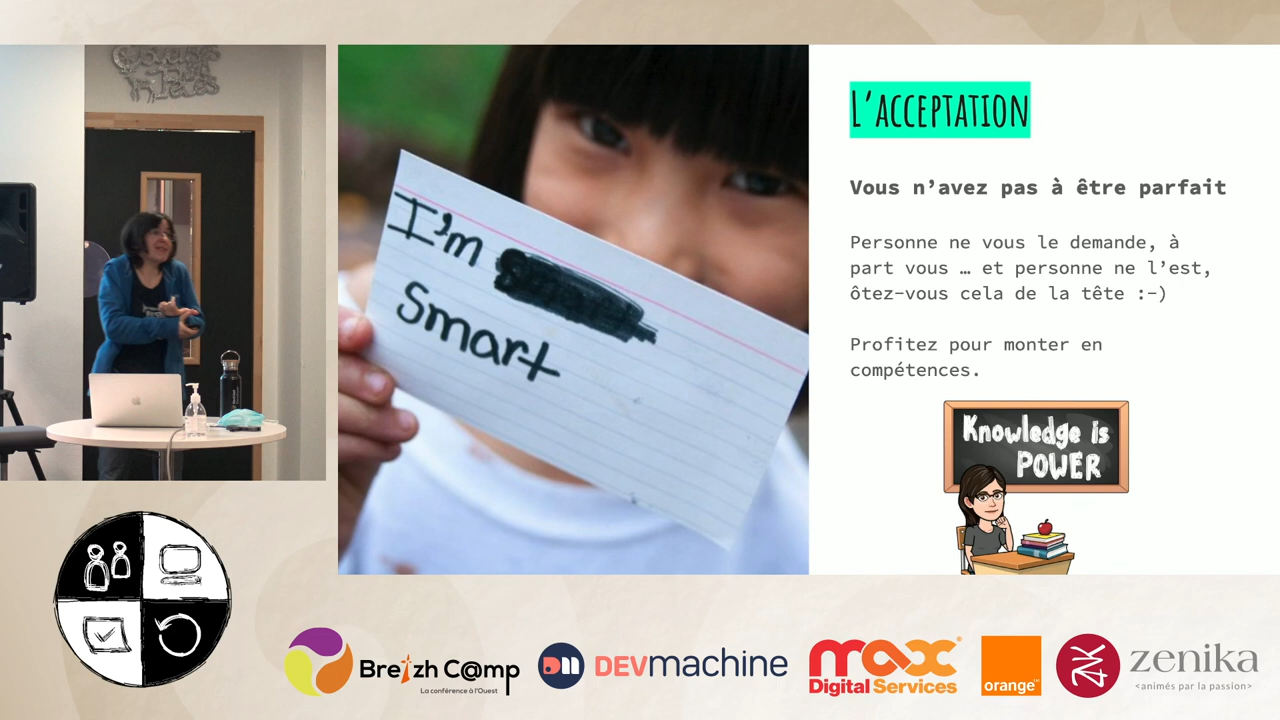 L'ACCEPTATION
Vous n'avez pas à être parfait
Personne ne vous le demande, à
part vous … et personne ne l'est,
ôtez-vous cela de la tête :-)
Profitez pour monter en
compétences.
I'm
Smart
Knowledge is
POWER
Breizh C@mp
La conférence à l'Ouest
DEVmachine
max
Digital Services
orange
zenika
<animés par la passion>